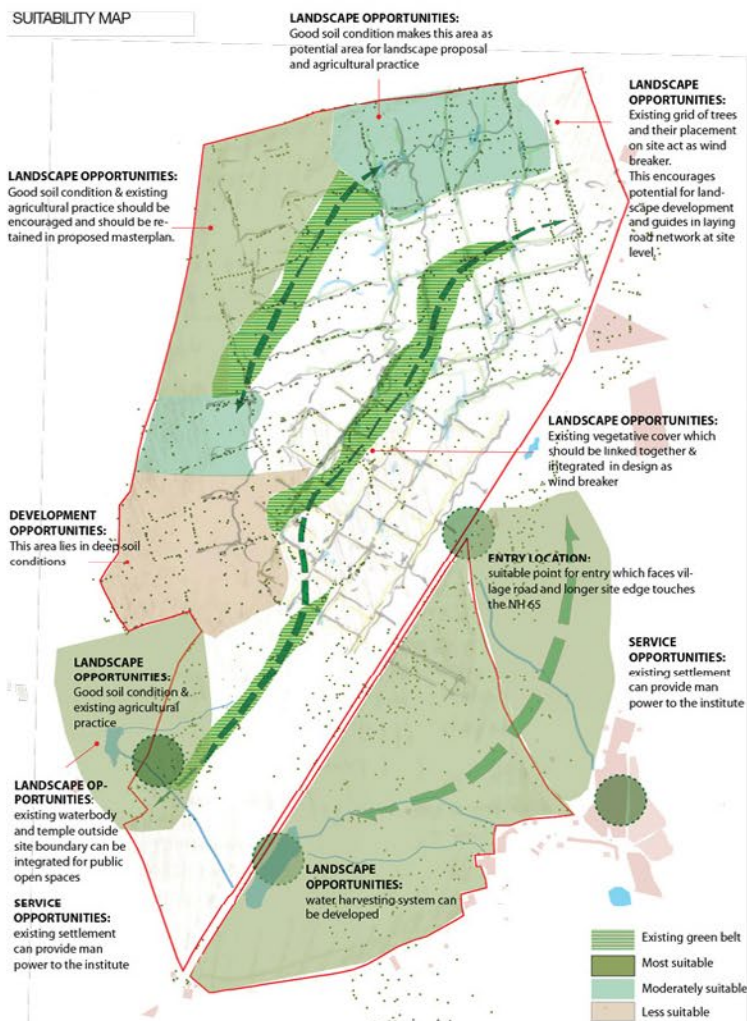 SUITABILITY MAP
LANDSCAPE OPPORTUNITIES:
Good soil condition makes this area as
potential area for landscape proposal
and agricultural practice
LANDSCAPE
OPPORTUNITIES:
Existing grid of trees
and their placement
on site act as wind
breaker.
This encourages
potential for land-
scape development
and guides in laying
road network at site
level.
LANDSCAPE OPPORTUNITIES:
Good soil condition & existing
agricultural practice should be
encouraged and should be re-
tained in proposed masterplan.
LANDSCAPE OPPORTUNITIES:
Existing vegetative cover which
should be linked together &
integrated in design as
wind breaker
DEVELOPMENT
OPPORTUNITIES:
This area lies in deep soil
conditions
ENTRY LOCATION:
suitable point for entry which faces vil-
lage road and longer site edge touches
the NH 65
SERVICE
OPPORTUNITIES:
existing settlement
can provide man
power to the institute
LANDSCAPE
OPPORTUNITIES:
Good soil condition &
existing agricultural
practice
LANDSCAPE OP-
PORTUNITIES:
existing waterbody
and temple outside
site boundary can be
integrated for public
open spaces
SERVICE
OPPORTUNITIES:
existing settlement
can provide man
power to the institute
LANDSCAPE
OPPORTUNITIES:
water harvesting system can
be developed
Existing green belt
Most suitable
Moderately suitable
Less suitable